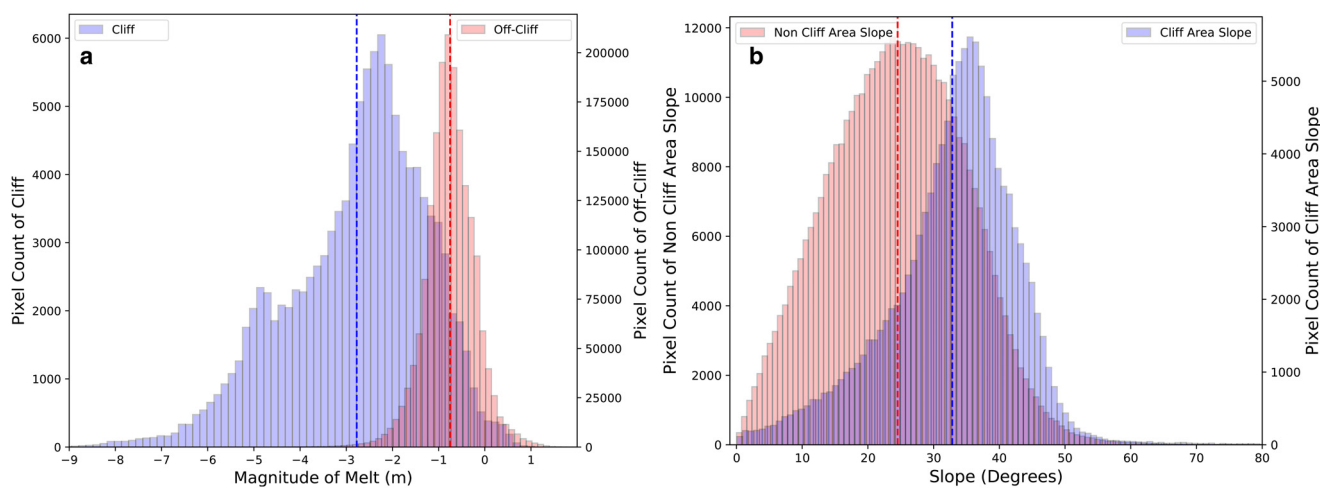 Cliff
Off-Cliff
a
6000
5000
4000
3000
2000
1000
0
Pixel Count of Cliff
200000
175000
150000
125000
100000
75000
50000
25000
0
Pixel Count of Off-Cliff
−9 −8 −7 −6 −5 −4 −3 −2 −1 0 1
Magnitude of Melt (m)
Non Cliff Area Slope
Cliff Area Slope
b
12000
10000
8000
6000
4000
2000
0
Pixel Count of Non Cliff Area Slope
5000
4000
3000
2000
1000
0
Pixel Count of Cliff Area Slope
0 10 20 30 40 50 60 70 80
Slope (Degrees)